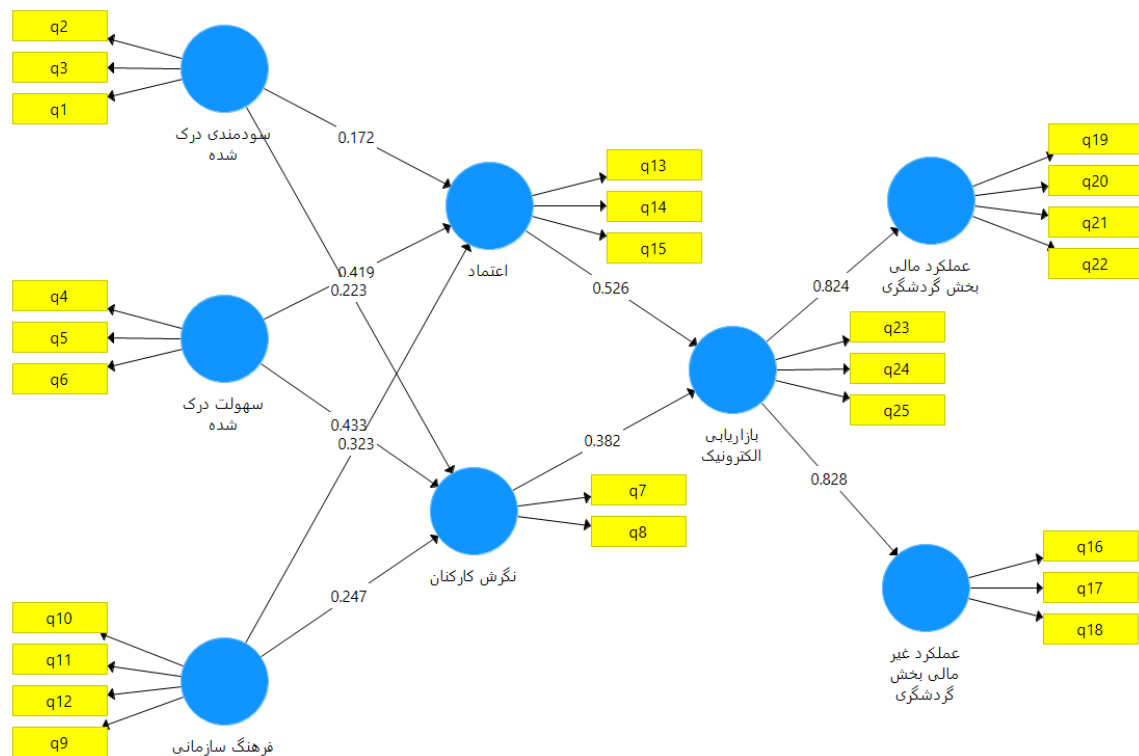 q2
q3
q1
سودمندی درک
شده
0.172
q4
q5
q6
سهولت درک
شده
0.419
0.223
0.433
0.323
q10
q11
q12
q9
فرهنگ سازمانی
0.247
q13
q14
q15
اعتماد
0.526
q7
q8
نگرش کارکنان
0.382
q23
q24
q25
بازاریابی
الکترونیک
0.824
0.828
q19
q20
q21
q22
عملکرد مالی
بخش گردشگری
q16
q17
q18
عملکرد غیر
مالی بخش
گردشگری